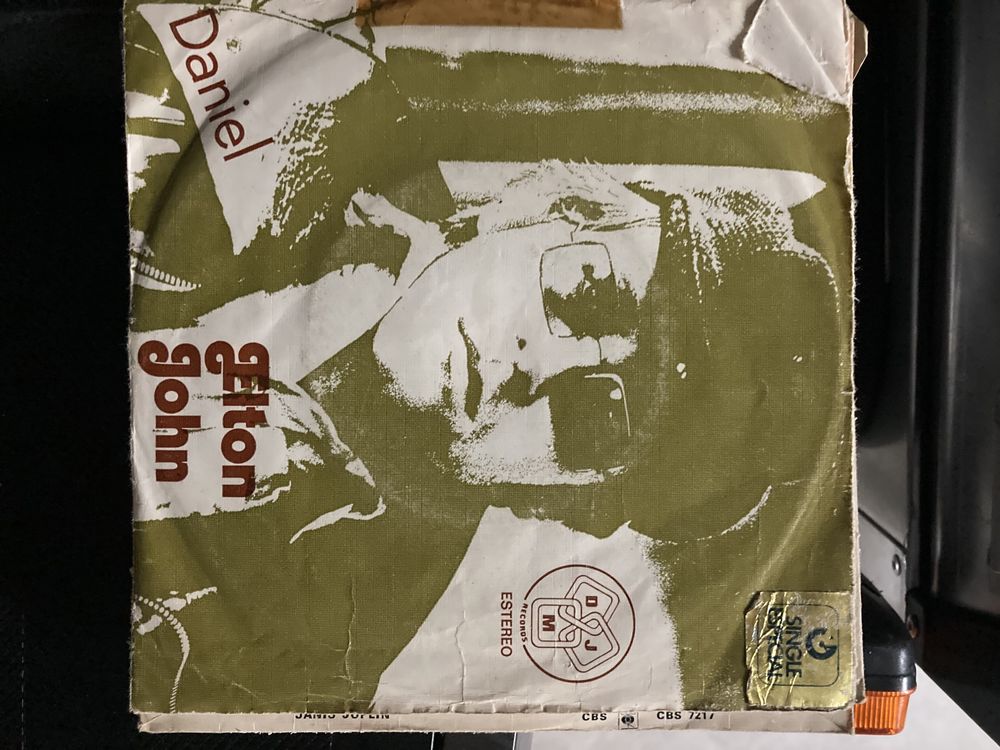 SINGLE
ESPECIAL
D J
M
RECORDS
ESTEREO
Elton
John
Daniel
JANIS JOPLIN CBS CBS 7217